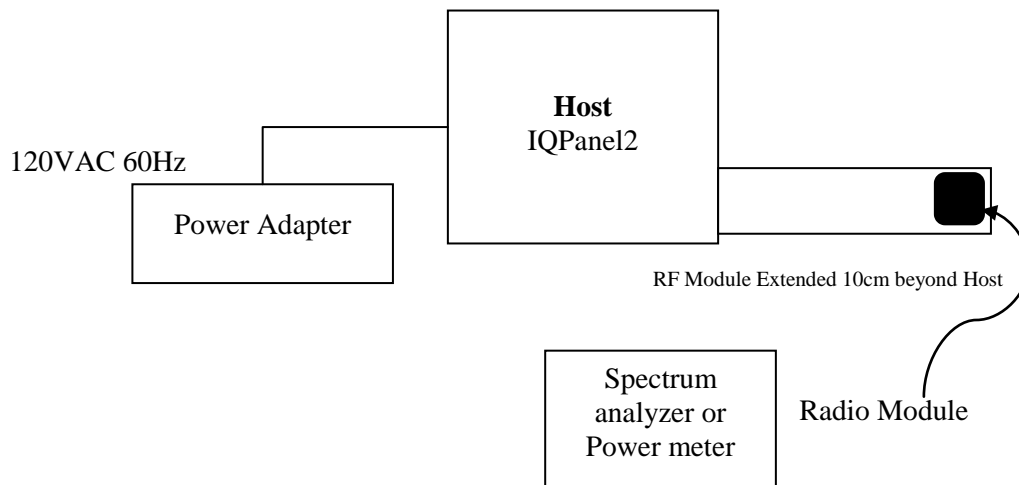 Host
IQPanel2
120VAC 60Hz
Power Adapter
RF Module Extended 10cm beyond Host
Spectrum
analyzer or
Power meter
Radio Module